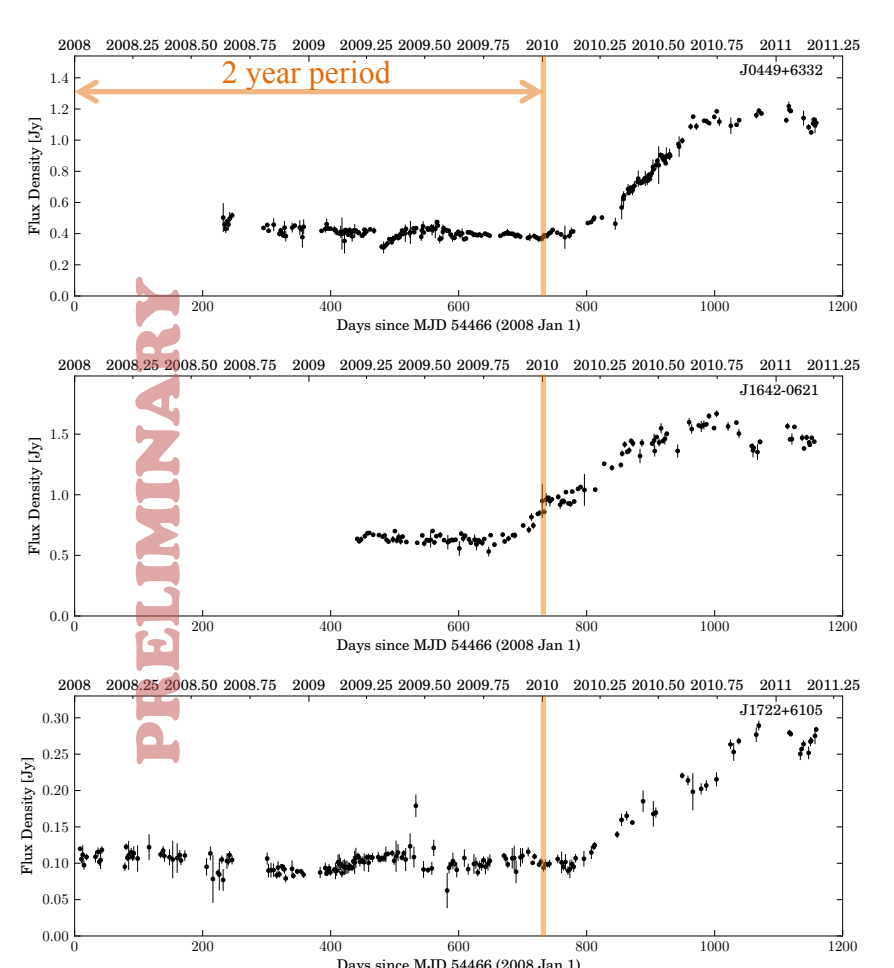 2008 2008.25 2008.50 2008.75 2009 2009.25 2009.50 2009.75 2010 2010.25 2010.50 2010.75 2011 2011.25
J0449+6332
2 year period
1.4
1.2
1.0
0.8
0.6
0.4
0.2
0.0
Flux Density [Jy]
0 200 400 600 800 1000 1200
Days since MJD 54466 (2008 Jan 1)
PRELIMINARY
2008 2008.25 2008.50 2008.75 2009 2009.25 2009.50 2009.75 2010 2010.25 2010.50 2010.75 2011 2011.25
J1642-0621
1.5
1.0
0.5
0.0
Flux Density [Jy]
0 200 400 600 800 1000 1200
Days since MJD 54466 (2008 Jan 1)
2008 2008.25 2008.50 2008.75 2009 2009.25 2009.50 2009.75 2010 2010.25 2010.50 2010.75 2011 2011.25
J1722+6105
0.30
0.25
0.20
0.15
0.10
0.05
0.00
Flux Density [Jy]
0 200 400 600 800 1000 1200
Days since MJD 54466 (2008 Jan 1)